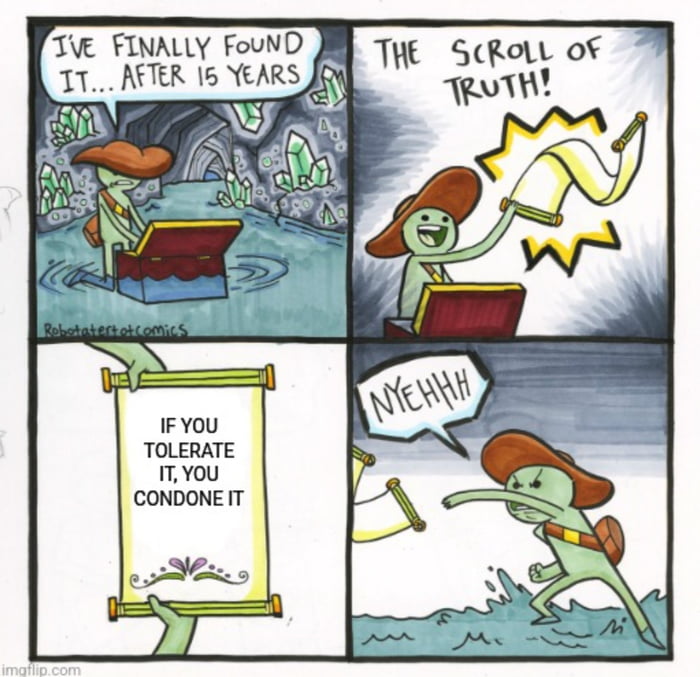 I'VE FINALLY FOUND
IT... AFTER 15 YEARS
THE SCROLL OF
TRUTH!
Robotatertotcomics
IF YOU
TOLERATE
IT, YOU
CONDONE IT
NYEHHH
imgflip.com